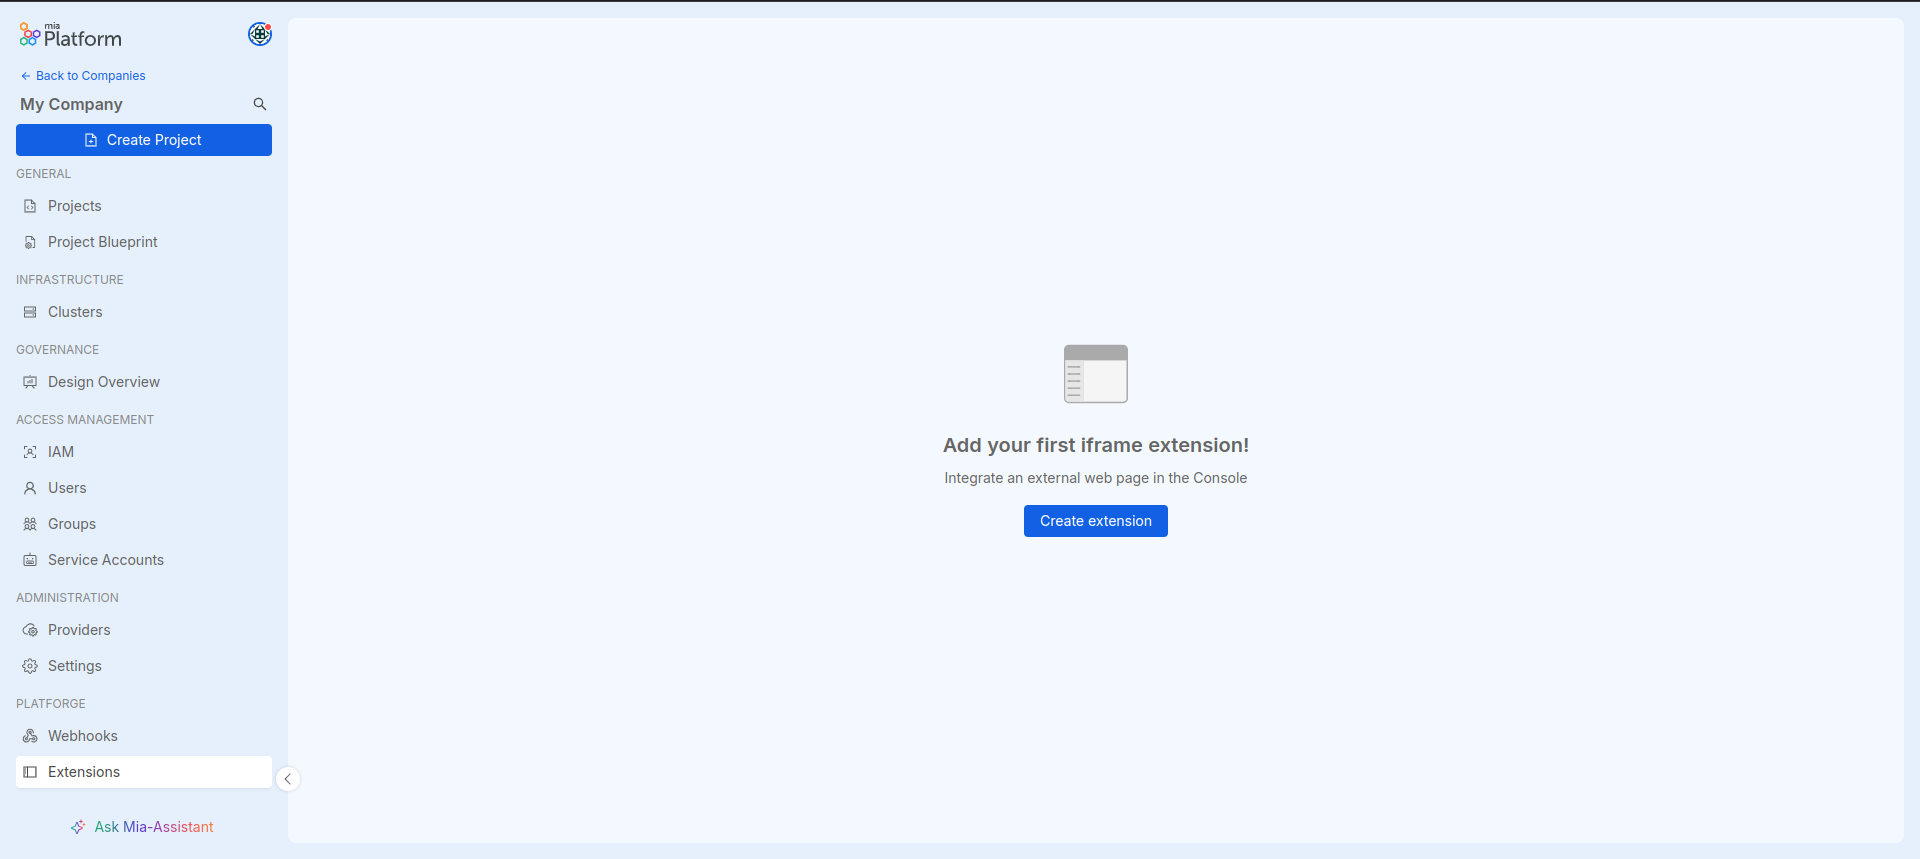 mia
Platform
Back to Companies
My Company
Create Project
GENERAL
Projects
Project Blueprint
INFRASTRUCTURE
Clusters
GOVERNANCE
Design Overview
ACCESS MANAGEMENT
IAM
Users
Groups
Service Accounts
ADMINISTRATION
Providers
Settings
PLATFORGE
Webhooks
Extensions
Ask Mia-Assistant
Add your first iframe extension!
Integrate an external web page in the Console
Create extension